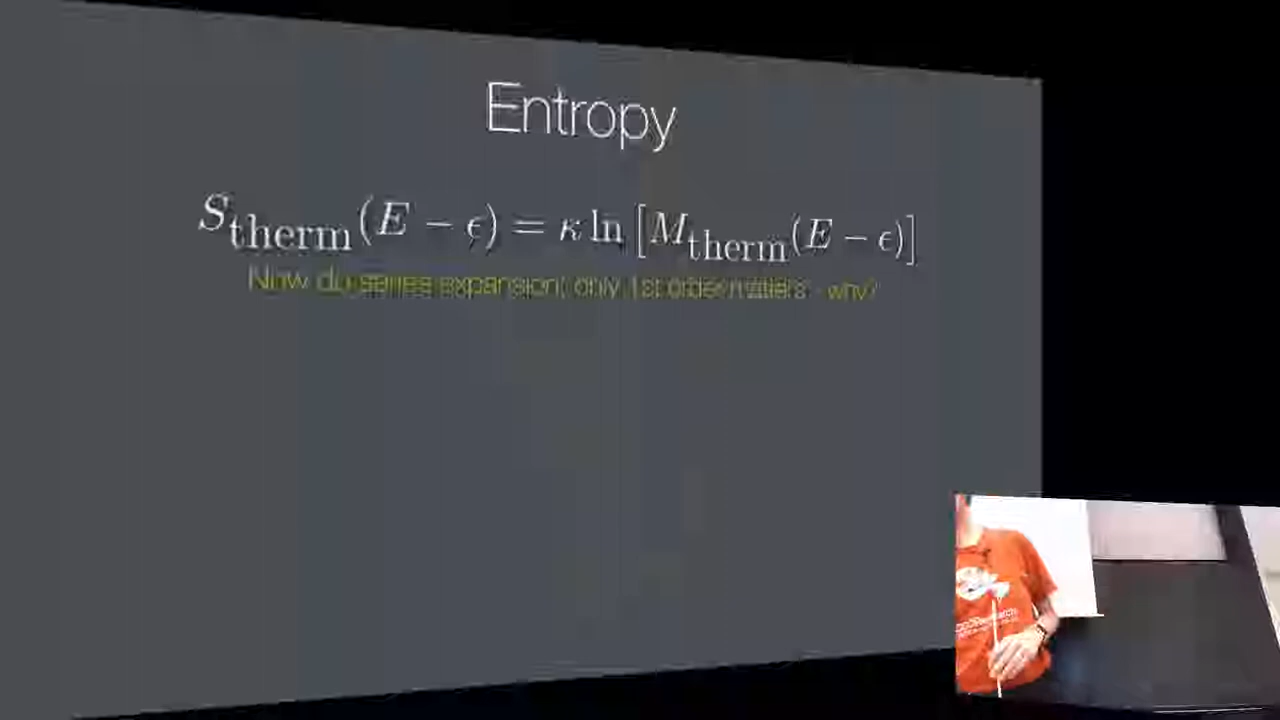 Entropy
S_therm(E − ϵ) = κ ln [M_therm(E − ϵ)]
Now do series expansion, only 1st order matters - why?